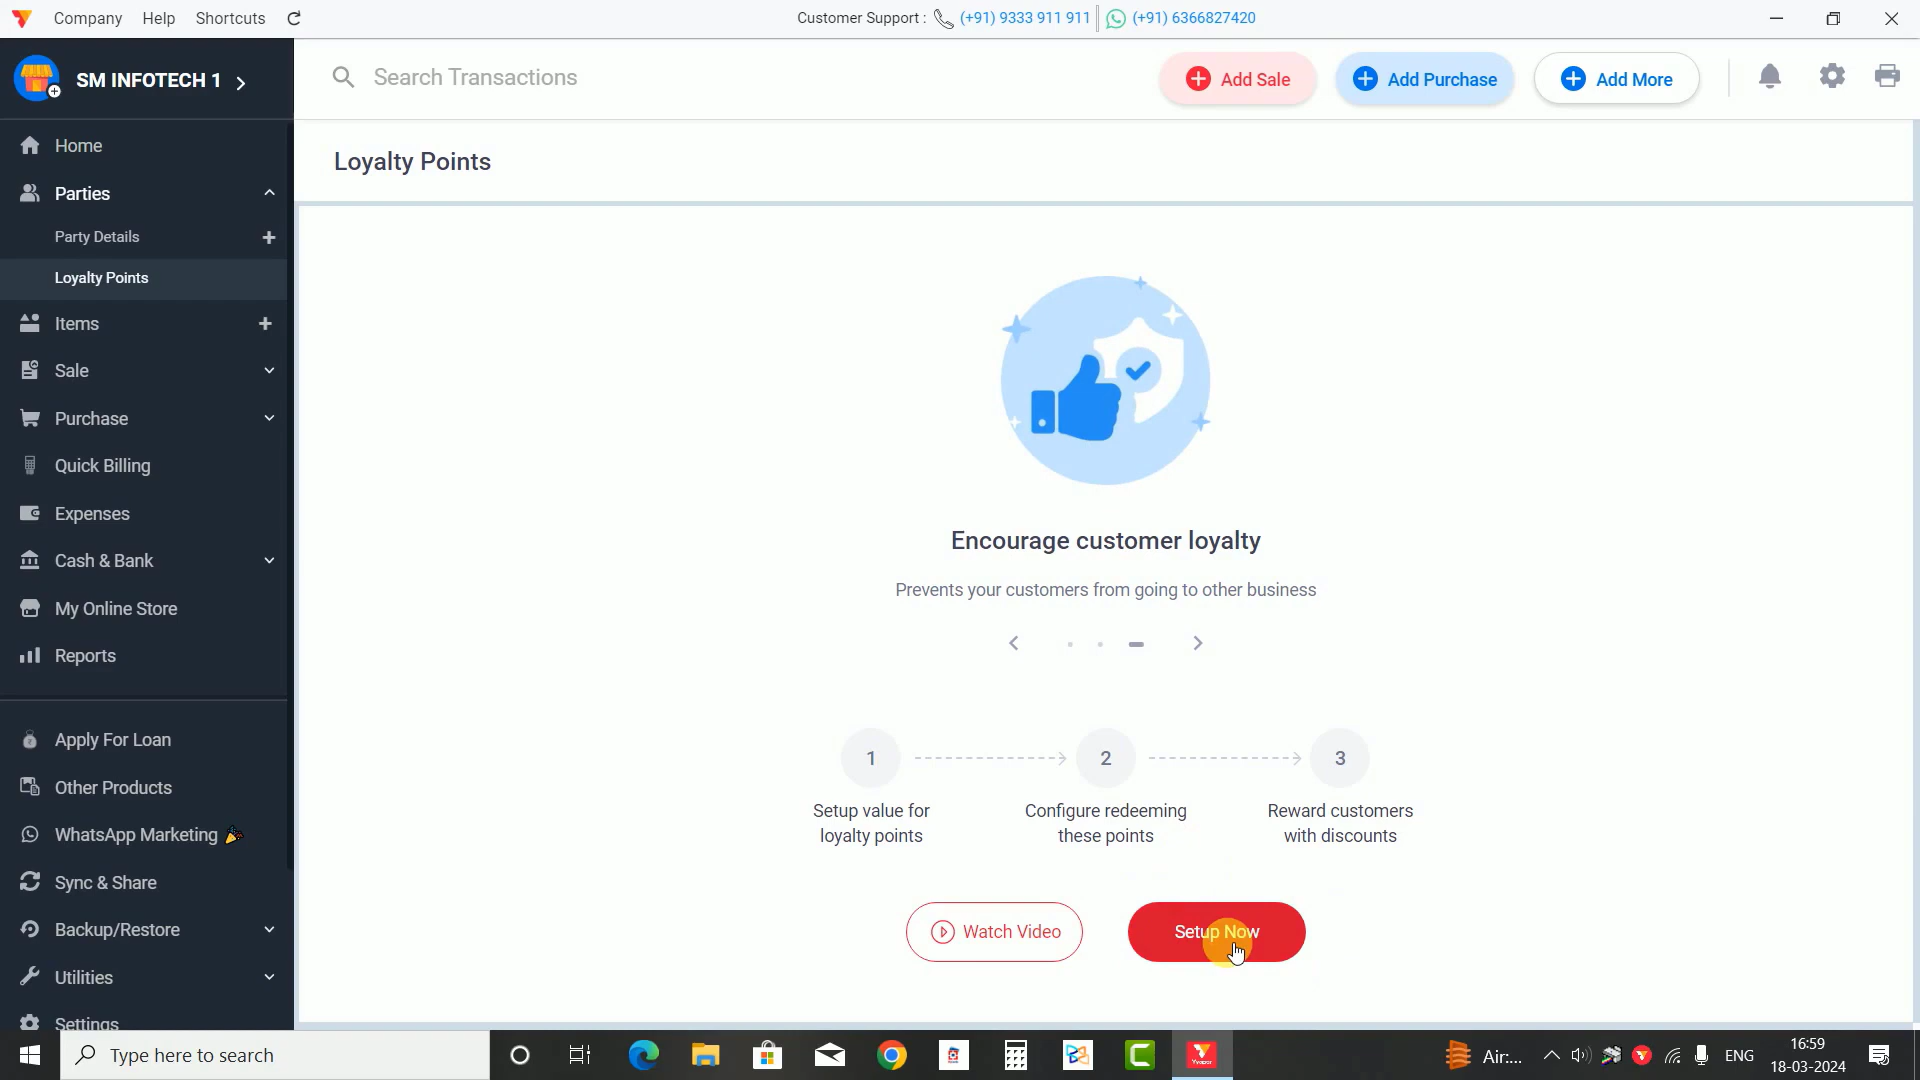 Company Help Shortcuts
Customer Support : (+91) 9333 911 911 (+91) 6366827420
SM INFOTECH 1
Search Transactions
Add Sale
Add Purchase
Add More
Home
Parties
Party Details
Loyalty Points
Items
Sale
Purchase
Quick Billing
Expenses
Cash & Bank
My Online Store
Reports
Apply For Loan
Other Products
WhatsApp Marketing
Sync & Share
Backup/Restore
Utilities
Settings
Loyalty Points
Encourage customer loyalty
Prevents your customers from going to other business
1 2 3
Setup value for
loyalty points
Configure redeeming
these points
Reward customers
with discounts
Watch Video
Setup Now
Type here to search
Air:...
ENG
16:59
18-03-2024